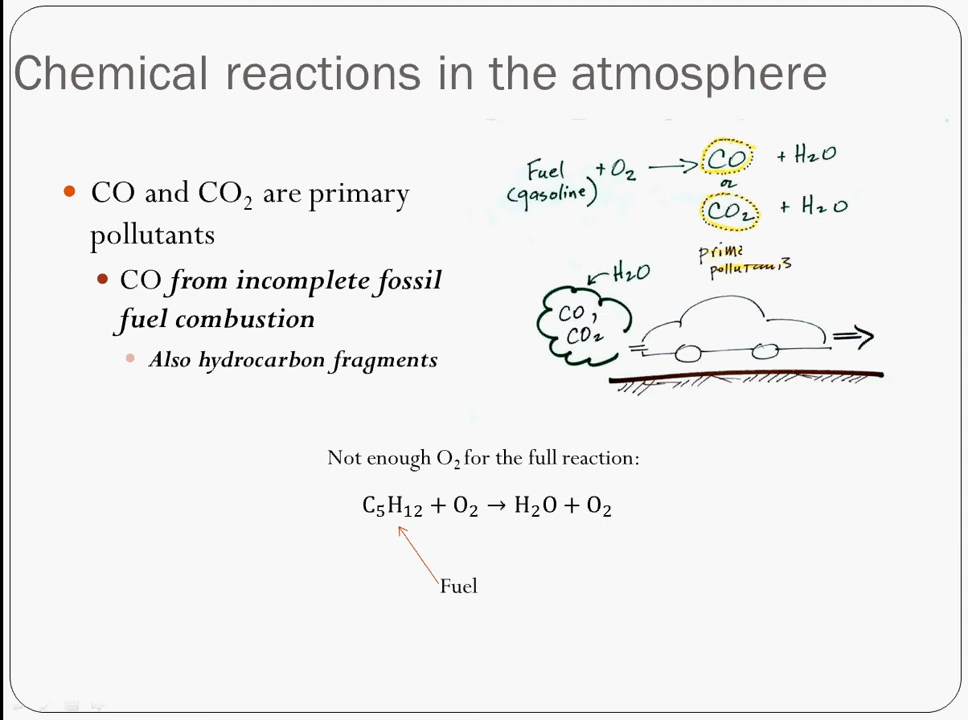 Chemical reactions in the atmosphere
• CO and CO₂ are primary
pollutants
• CO from incomplete fossil
fuel combustion
• Also hydrocarbon fragments
Fuel + O₂ → CO + H₂O
(gasoline)
or
CO₂ + H₂O
prime
pollutan,s
H₂O
CO,
CO₂
Not enough O₂ for the full reaction:
C₅H₁₂ + O₂ → H₂O + O₂
Fuel